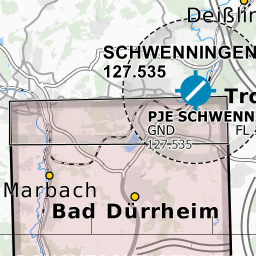 Deißlin
SCHWENNINGEN
127.535
Tro
PJE SCHWENN
GND FL
127.535
Marbach
Bad Dürrheim